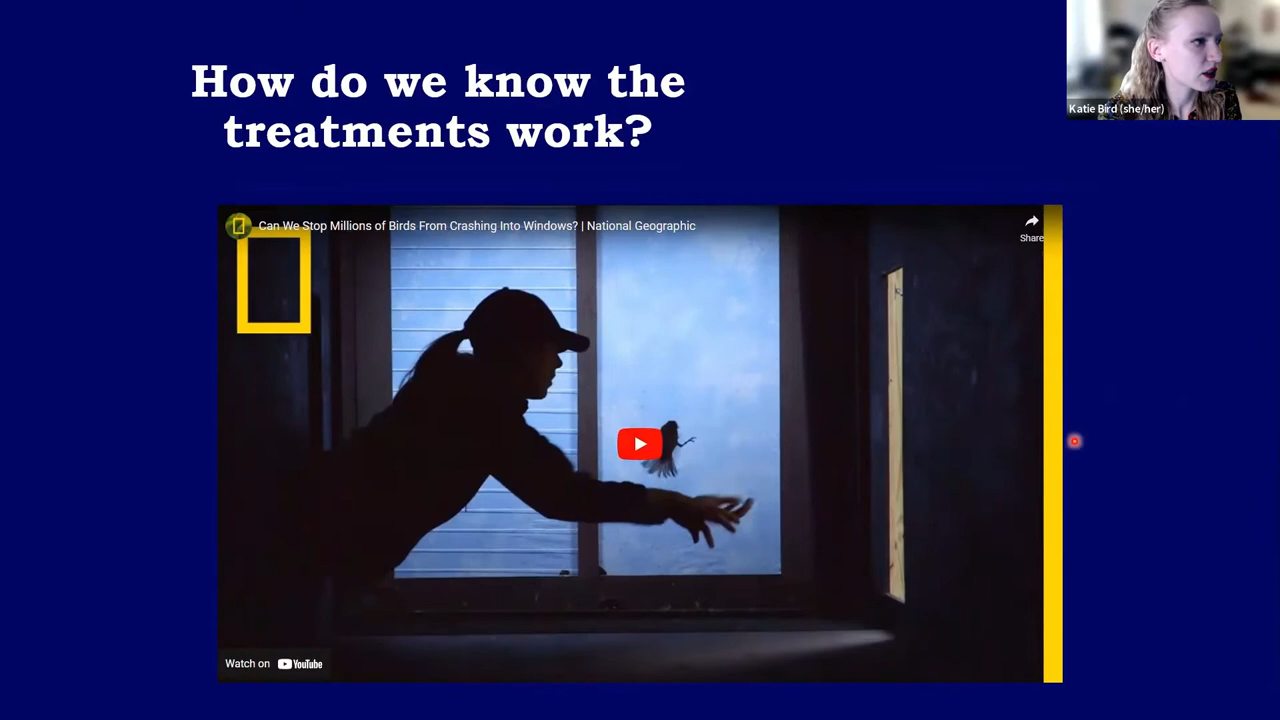 How do we know the
treatments work?
Katie Bird (she/her)
Can We Stop Millions of Birds From Crashing Into Windows? | National Geographic
Share
Watch on YouTube